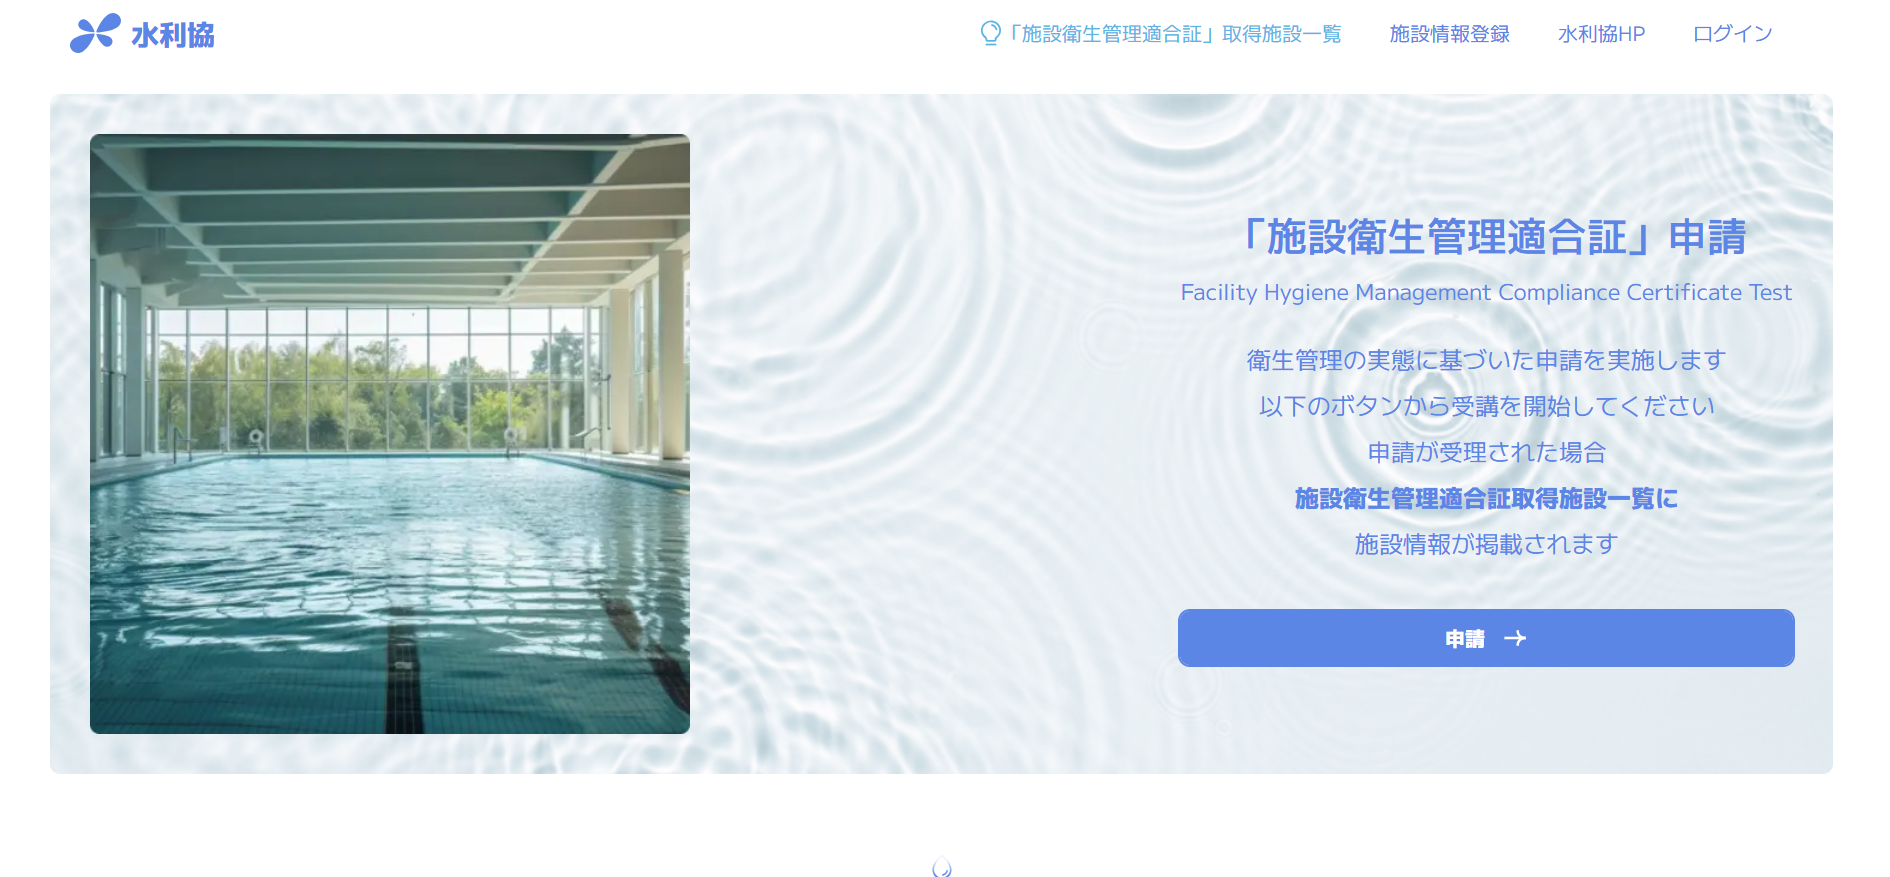 水利協
「施設衛生管理適合証」取得施設一覧
施設情報登録
水利協HP
ログイン
「施設衛生管理適合証」申請
Facility Hygiene Management Compliance Certificate Test
衛生管理の実態に基づいた申請を実施します
以下のボタンから受講を開始してください
申請が受理された場合
施設衛生管理適合証取得施設一覧に
施設情報が掲載されます
申請